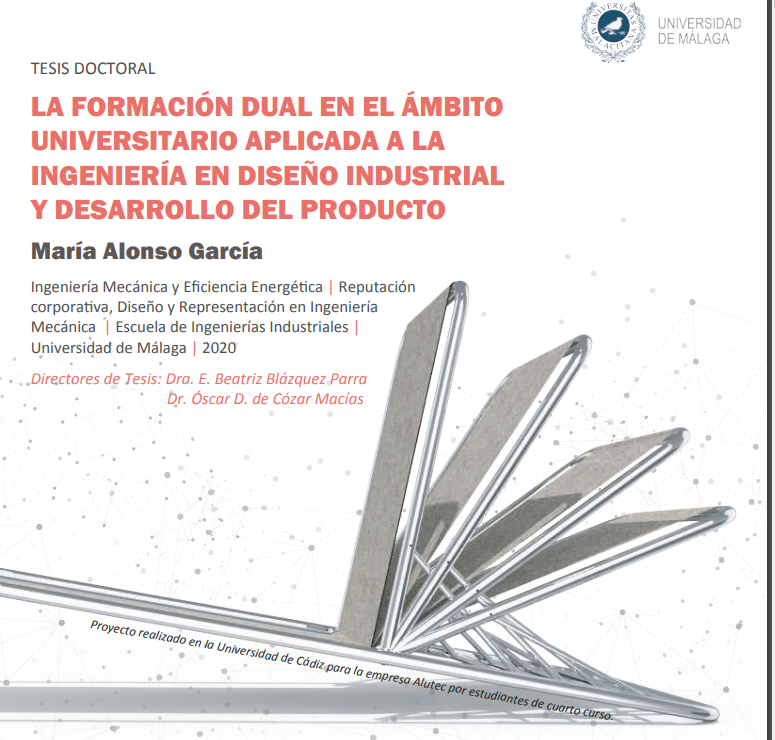 UNIVERSITAS MALACITANA
UNIVERSIDAD
DE MÁLAGA
TESIS DOCTORAL
LA FORMACIÓN DUAL EN EL ÁMBITO
UNIVERSITARIO APLICADA A LA
INGENIERÍA EN DISEÑO INDUSTRIAL
Y DESARROLLO DEL PRODUCTO
María Alonso García
Ingeniería Mecánica y Eficiencia Energética | Reputación
corporativa, Diseño y Representación en Ingeniería
Mecánica | Escuela de Ingenierías Industriales |
Universidad de Málaga | 2020
Directores de Tesis: Dra. E. Beatriz Blázquez Parra
Dr. Óscar D. de Cózar Macías
Proyecto realizado en la Universidad de Cádiz para la empresa Alutec por estudiantes de cuarto curso.